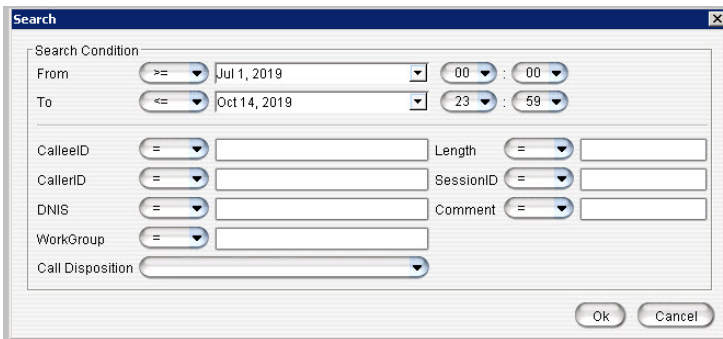 Search
Search Condition
From >= Jul 1, 2019 00 : 00
To <= Oct 14, 2019 23 : 59
CalleeID = Length =
CallerID = SessionID =
DNIS = Comment =
WorkGroup =
Call Disposition
Ok Cancel